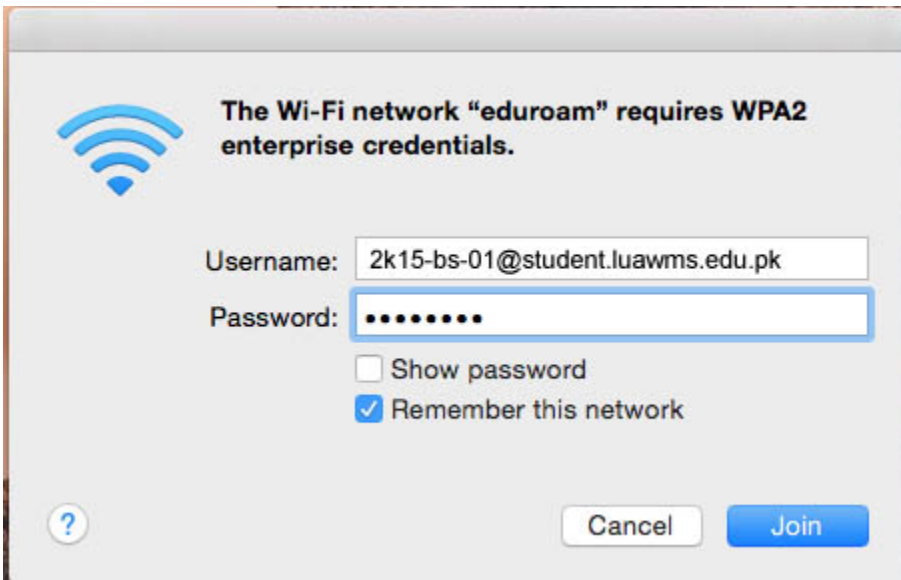 The Wi-Fi network “eduroam” requires WPA2
enterprise credentials.
Username: 2k15-bs-01@student.luawms.edu.pk
Password: ••••••••
Show password
Remember this network
? Cancel Join